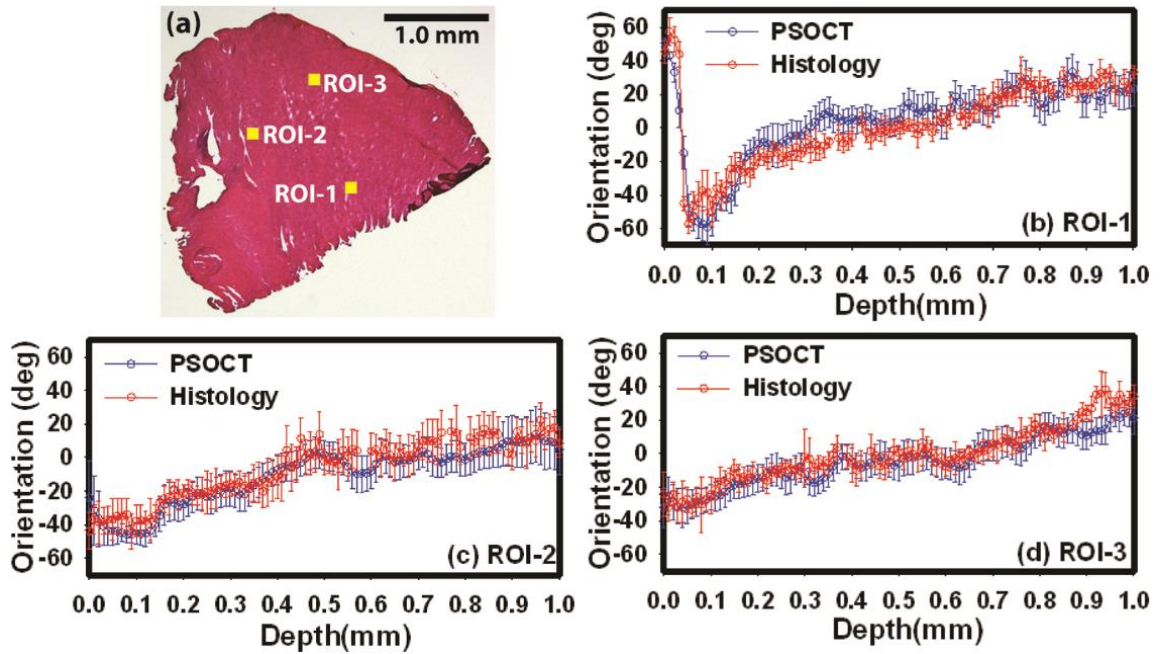 (a)
1.0 mm
ROI-3
ROI-2
ROI-1
60
40
20
0
-20
-40
-60
Orientation (deg)
PSOCT
Histology
(b) ROI-1
0.0 0.1 0.2 0.3 0.4 0.5 0.6 0.7 0.8 0.9 1.0
Depth(mm)
60
40
20
0
-20
-40
-60
Orientation (deg)
PSOCT
Histology
(c) ROI-2
0.0 0.1 0.2 0.3 0.4 0.5 0.6 0.7 0.8 0.9 1.0
Depth(mm)
60
40
20
0
-20
-40
-60
Orientation (deg)
PSOCT
Histology
(d) ROI-3
0.0 0.1 0.2 0.3 0.4 0.5 0.6 0.7 0.8 0.9 1.0
Depth(mm)